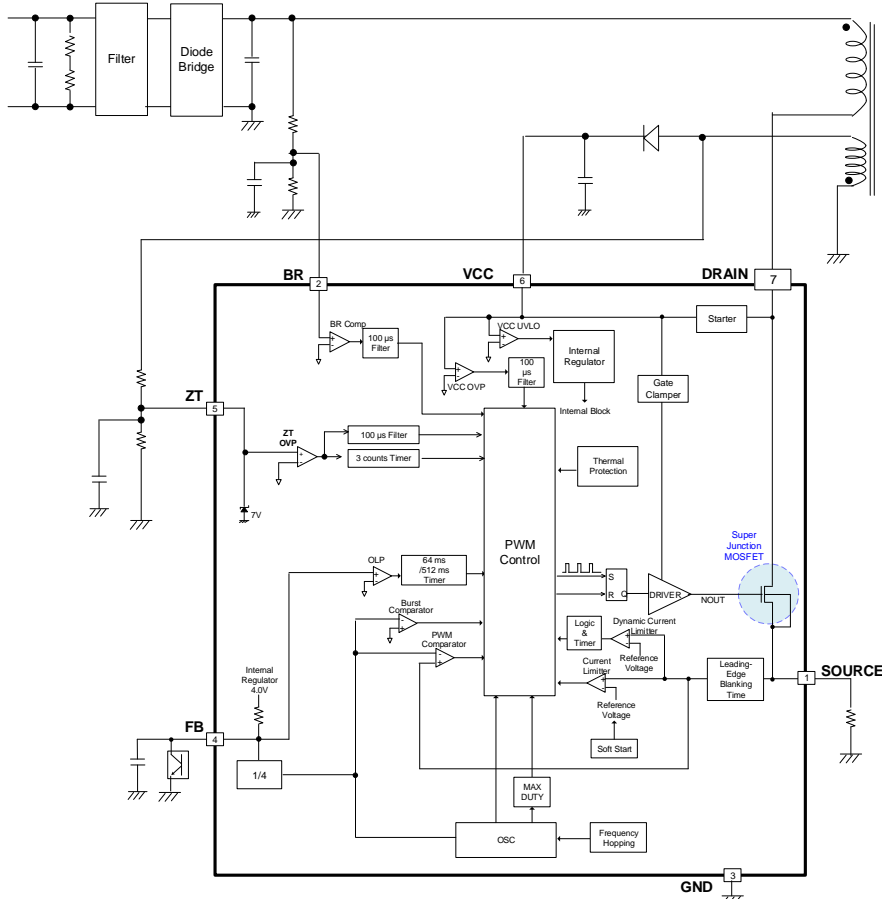 Filter
Diode
Bridge
BR
VCC
DRAIN
2
6
7
BR Comp
+
-
100 µs
Filter
VCC UVLO
+
-
Internal
Regulator
Starter
+
-
VCC OVP
100
µs
Filter
Internal Block
Gate
Clamper
ZT
5
ZT
OVP
+
-
100 µs Filter
3 counts Timer
7V
Thermal
Protection
PWM
Control
Super
Junction
MOSFET
OLP
+
-
64 ms
/512 ms
Timer
S
R
Q
DRIVER
NOUT
Burst
Comparator
-
+
PWM
Comparator
-
+
Logic
&
Timer
Dynamic Current
Limitter
+
-
Reference
Voltage
Current
Limitter
+
-
Reference
Voltage
Leading-
Edge
Blanking
Time
SOURCE
1
Internal
Regulator
4.0V
Soft Start
FB
4
1/4
MAX
DUTY
OSC
Frequency
Hopping
GND
3